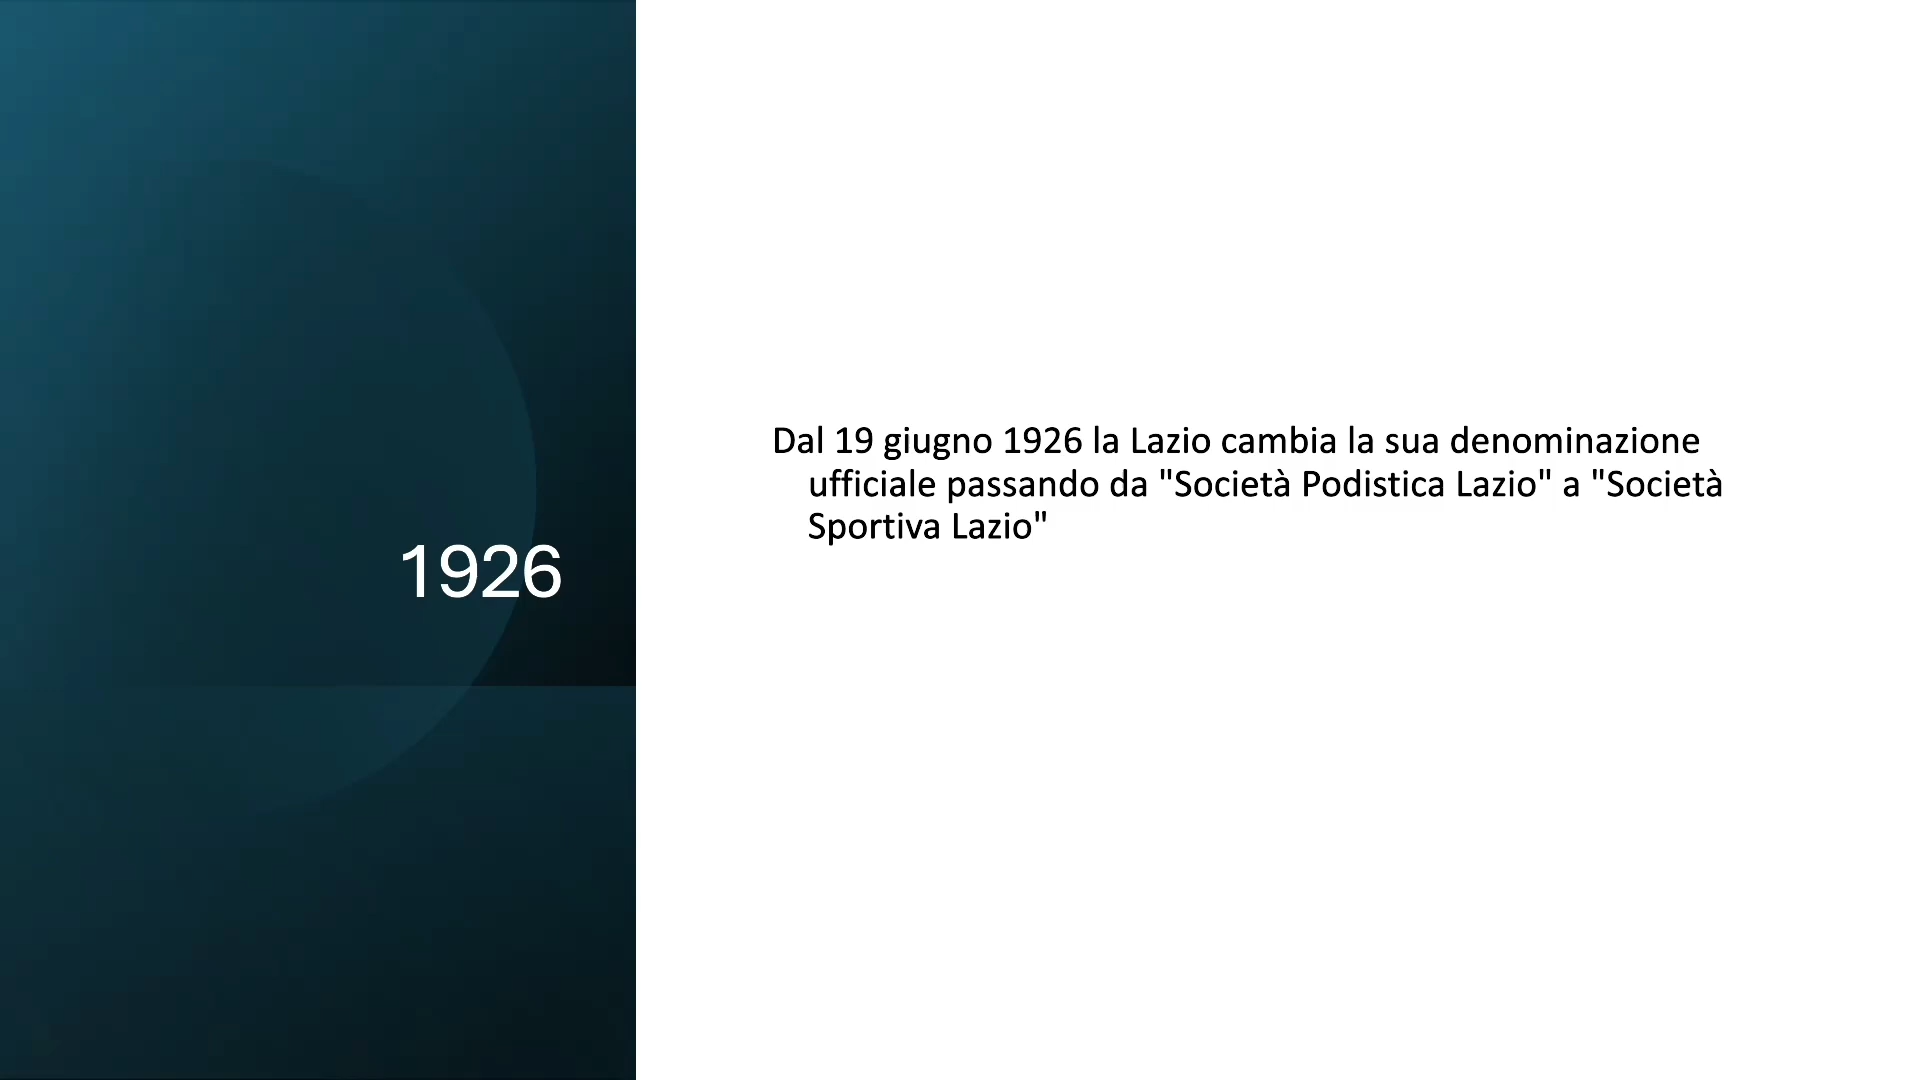 1926
Dal 19 giugno 1926 la Lazio cambia la sua denominazione
ufficiale passando da "Società Podistica Lazio" a "Società
Sportiva Lazio"